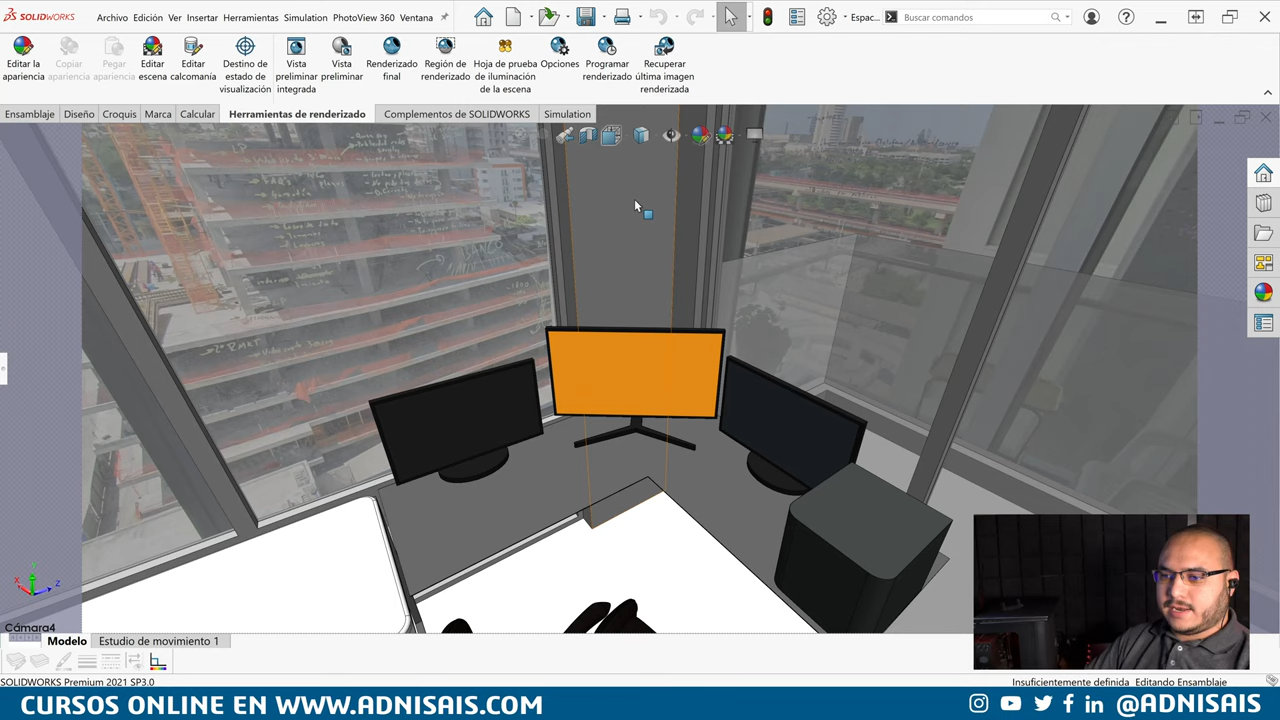 SOLIDWORKS Archivo Edición Ver Insertar Herramientas Simulation PhotoView 360 Ventana Espac... Buscar comandos
Editar la apariencia
Copiar apariencia
Pegar apariencia
Editar escena
Editar calcomanía
Destino de estado de visualización
Vista preliminar integrada
Vista preliminar
Renderizado final
Región de renderizado
Hoja de prueba de iluminación de la escena
Opciones
Programar renderizado
Recuperar última imagen renderizada
Ensamblaje Diseño Croquis Marca Calcular Herramientas de renderizado Complementos de SOLIDWORKS Simulation
Y
X
Z
Cámara4
Modelo Estudio de movimiento 1
SOLIDWORKS Premium 2021 SP3.0 Insuficientemente definida Editando Ensamblaje
CURSOS ONLINE EN WWW.ADNISAIS.COM @ADNISAIS